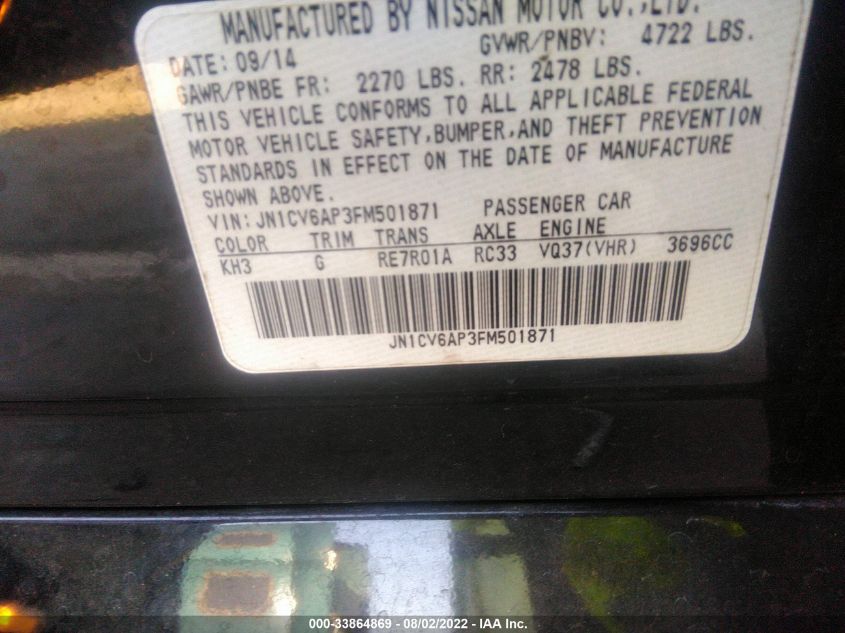 MANUFACTURED BY NISSAN MOTOR CO.,LTD.
DATE: 09/14 GVWR/PNBV: 4722 LBS.
GAWR/PNBE FR: 2270 LBS. RR: 2478 LBS.
THIS VEHICLE CONFORMS TO ALL APPLICABLE FEDERAL
MOTOR VEHICLE SAFETY,BUMPER,AND THEFT PREVENTION
STANDARDS IN EFFECT ON THE DATE OF MANUFACTURE
SHOWN ABOVE.
VIN: JN1CV6AP3FM501871 PASSENGER CAR
COLOR TRIM TRANS AXLE ENGINE
KH3 G RE7R01A RC33 VQ37(VHR) 3696CC
JN1CV6AP3FM501871
000-33864869 - 08/02/2022 - IAA Inc.